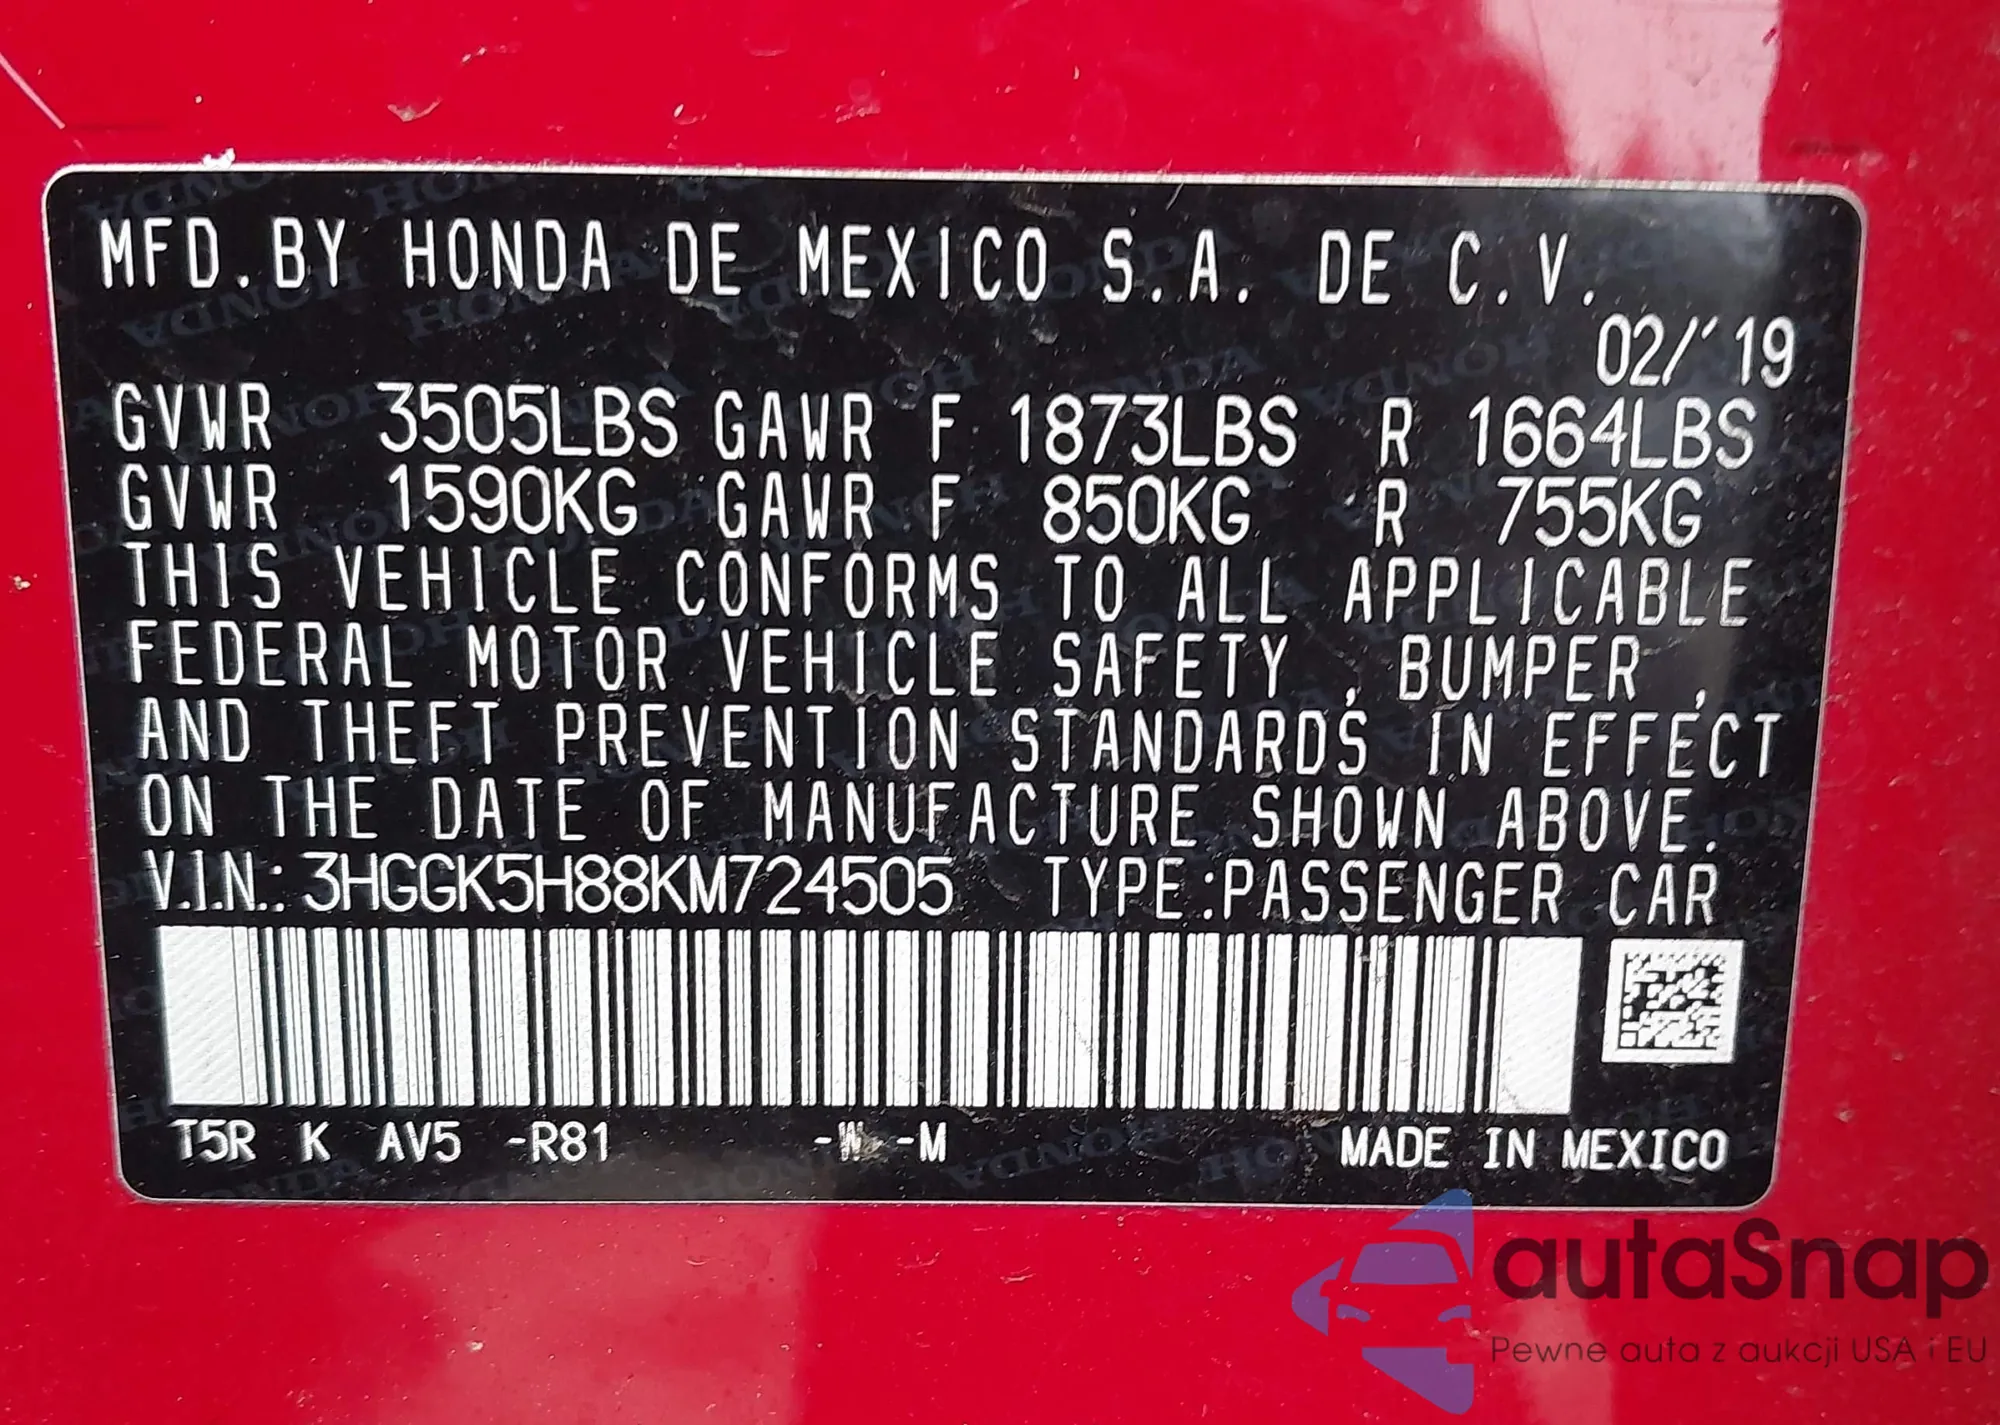 MFD.BY HONDA DE MEXICO S.A. DE C.V.
02/'19
GVWR 3505LBS GAWR F 1873LBS R 1664LBS
GVWR 1590KG GAWR F 850KG R 755KG
THIS VEHICLE CONFORMS TO ALL APPLICABLE
FEDERAL MOTOR VEHICLE SAFETY , BUMPER ,
AND THEFT PREVENTION STANDARDS IN EFFECT
ON THE DATE OF MANUFACTURE SHOWN ABOVE.
V.I.N.: 3HGGK5H88KM724505 TYPE:PASSENGER CAR
T5R K AV5 -R81 -W -M MADE IN MEXICO
autaSnap
Pewne auta z aukcji USA i EU